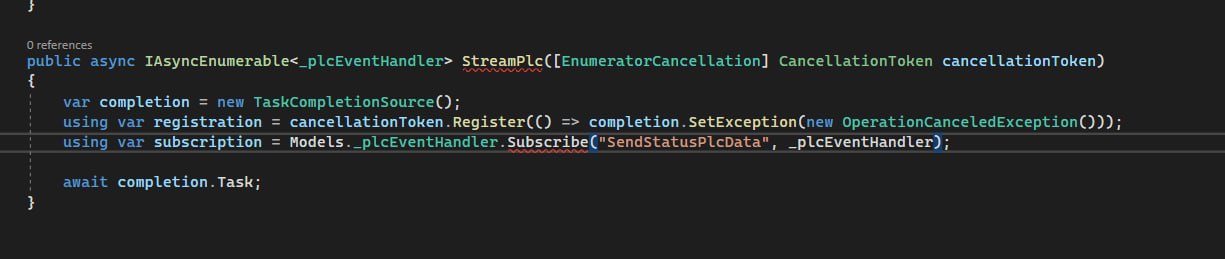 }
0 references
public async IAsyncEnumerable<_plcEventHandler> StreamPlc([EnumeratorCancellation] CancellationToken cancellationToken)
{
var completion = new TaskCompletionSource();
using var registration = cancellationToken.Register(() => completion.SetException(new OperationCanceledException()));
using var subscription = Models._plcEventHandler.Subscribe("SendStatusPlcData", _plcEventHandler);
await completion.Task;
}